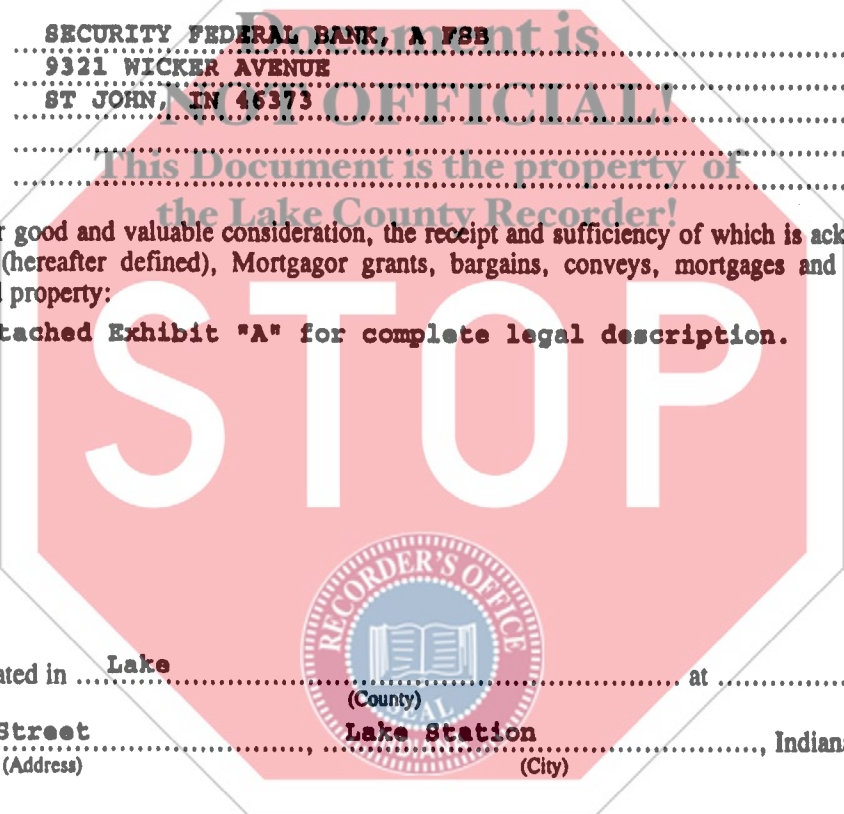 Document is
SECURITY FEDERAL BANK, A FSB
9321 WICKER AVENUE
ST JOHN, IN 46373
NOT OFFICIAL!
This Document is the property of
the Lake County Recorder!
r good and valuable consideration, the receipt and sufficiency of which is ack
(hereafter defined), Mortgagor grants, bargains, conveys, mortgages and
property:
tached Exhibit "A" for complete legal description.
STOP
RECORDER'S OFFICE
ated in Lake at
(County)
SEAL
Street, Lake Station, Indiana
(Address) (City)
INDIANA